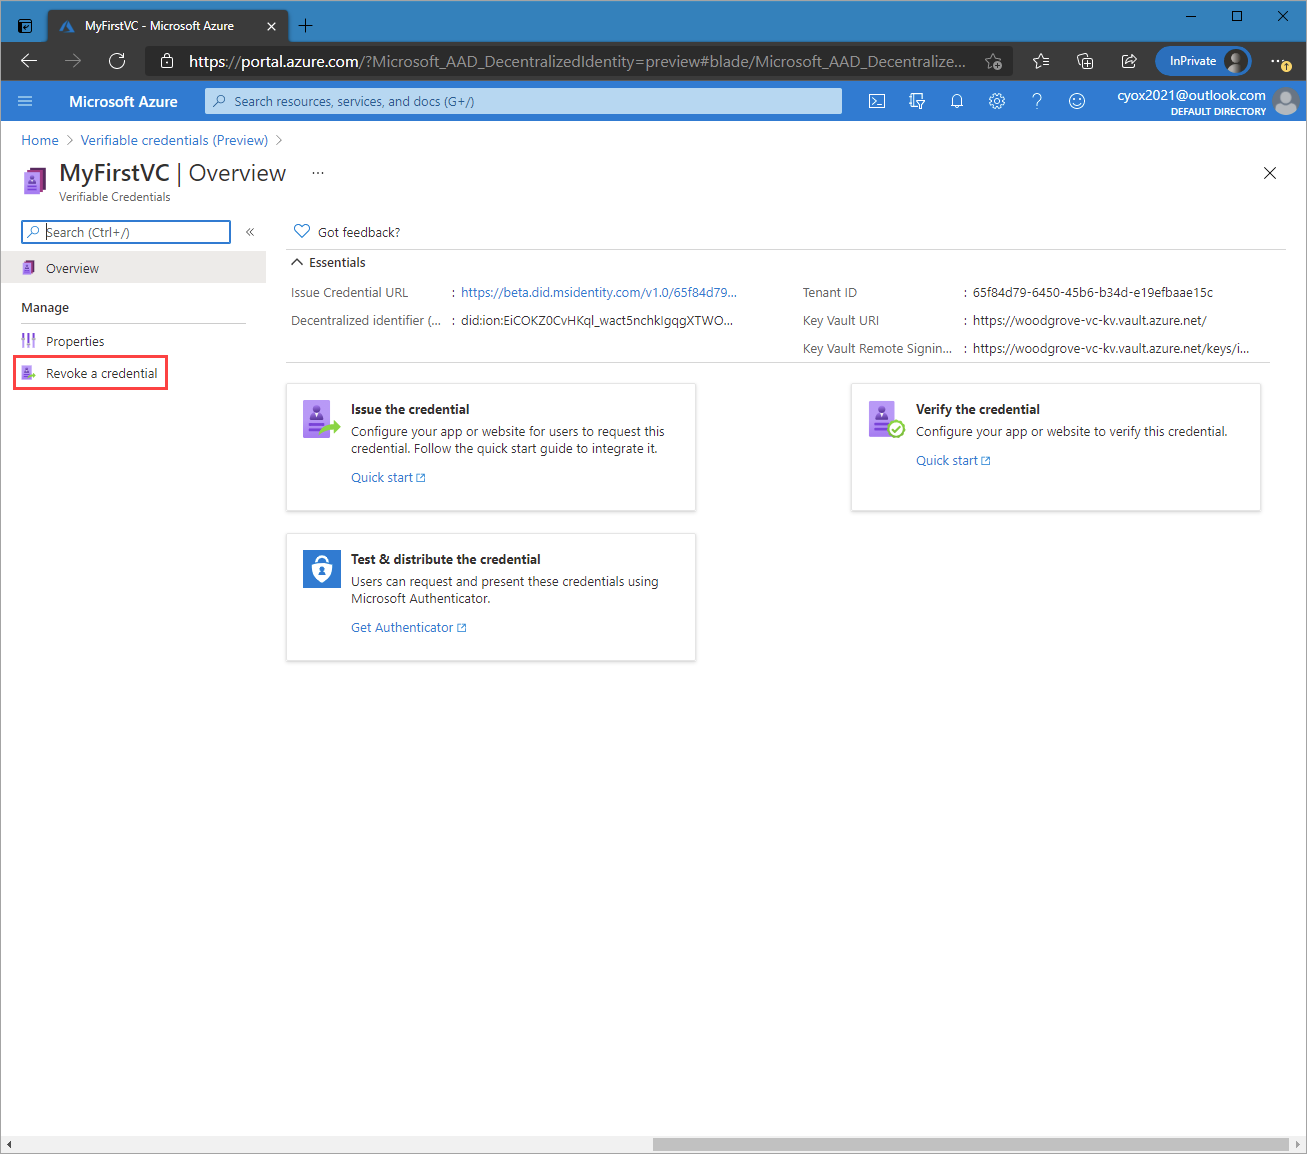 MyFirstVC - Microsoft Azure
https://portal.azure.com/?Microsoft_AAD_DecentralizedIdentity=preview#blade/Microsoft_AAD_Decentralize...
InPrivate
Microsoft Azure
Search resources, services, and docs (G+/)
cyox2021@outlook.com
DEFAULT DIRECTORY
Home > Verifiable credentials (Preview) >
MyFirstVC | Overview ...
Verifiable Credentials
Search (Ctrl+/)
«
Got feedback?
Overview
Essentials
Manage
Issue Credential URL : https://beta.did.msidentity.com/v1.0/65f84d79...
Tenant ID : 65f84d79-6450-45b6-b34d-e19efbaae15c
Decentralized identifier (... : did:ion:EiCOKZ0CvHKql_wact5nchkIgqgXTWO...
Key Vault URI : https://woodgrove-vc-kv.vault.azure.net/
Properties
Key Vault Remote Signin... : https://woodgrove-vc-kv.vault.azure.net/keys/i...
Revoke a credential
Issue the credential
Configure your app or website for users to request this
credential. Follow the quick start guide to integrate it.
Quick start
Verify the credential
Configure your app or website to verify this credential.
Quick start
Test & distribute the credential
Users can request and present these credentials using
Microsoft Authenticator.
Get Authenticator